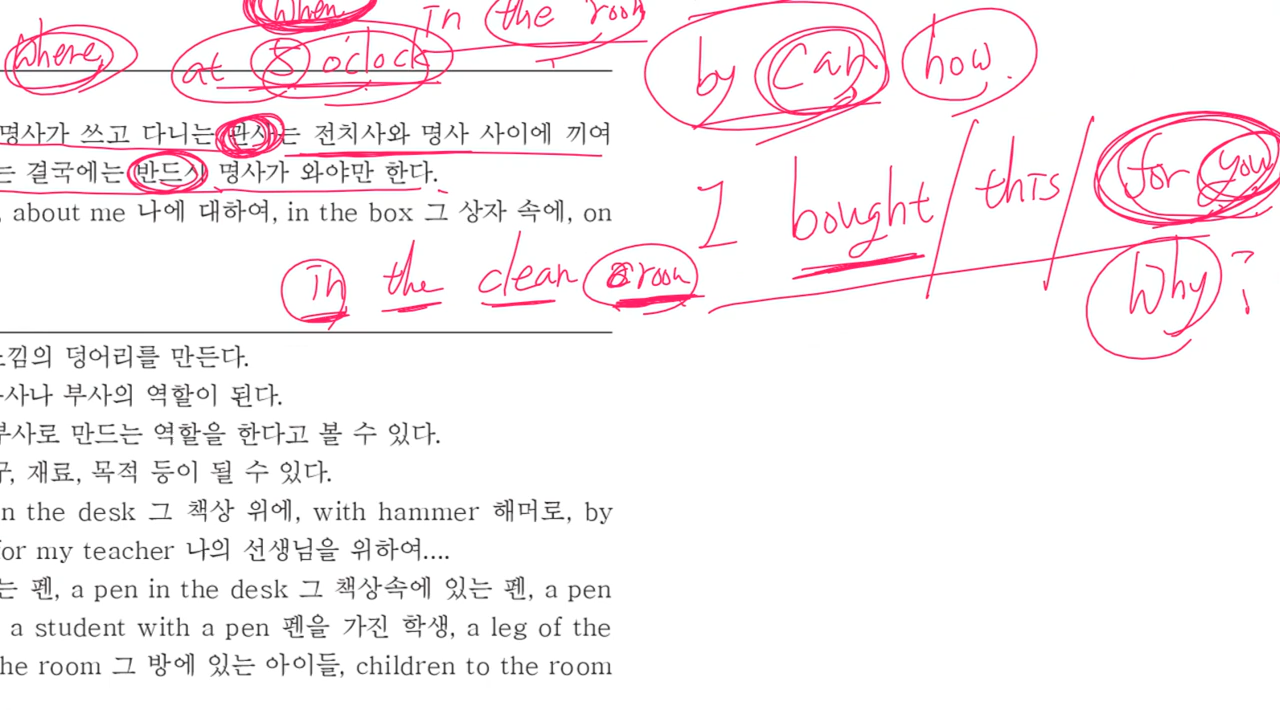 When
in the room
Where
at 8 o'clock
by Car
how
명사가 쓰고 다니는 관사는 전치사와 명사 사이에 끼여
는 결국에는 반드시 명사가 와야만 한다.
I bought / this / for you
, about me 나에 대하여, in the box 그 상자 속에, on
in the clean room
Why?
느낌의 덩어리를 만든다.
사나 부사의 역할이 된다.
부사로 만드는 역할을 한다고 볼 수 있다.
구, 재료, 목적 등이 될 수 있다.
n the desk 그 책상 위에, with hammer 해머로, by
for my teacher 나의 선생님을 위하여....
는 펜, a pen in the desk 그 책상속에 있는 펜, a pen
, a student with a pen 펜을 가진 학생, a leg of the
he room 그 방에 있는 아이들, children to the room